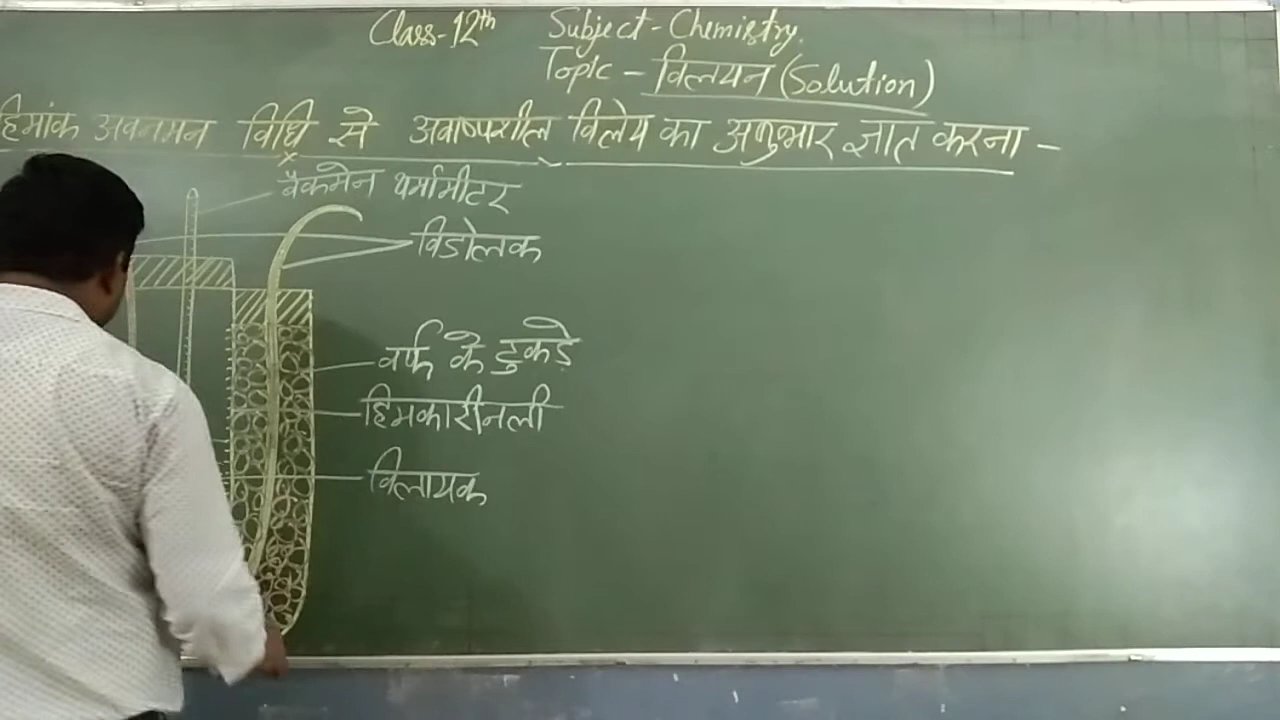 Class-12th Subject-Chemistry.
Topic - विलयन (Solution)
हिमांक अवनमन विधि से अवाष्पशील विलेय का अणुभार ज्ञात करना -
बैकमेन थर्मामीटर
विडोलक
वर्फ के टुकड़े
हिमकारीनली
विलायक